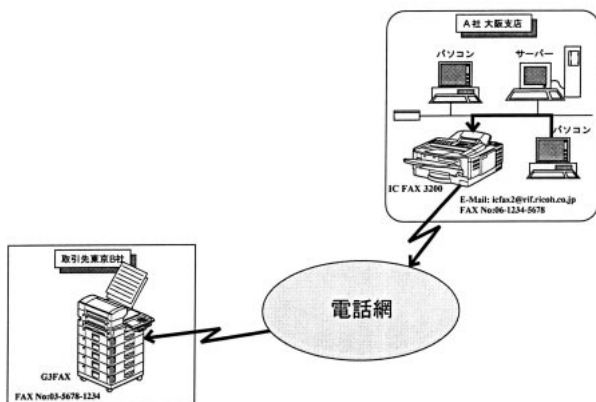 A社 大阪支店
パソコン
サーバー
パソコン
IC FAX 3200
E-Mail: icfax2@rif.ricoh.co.jp
FAX No:06-1234-5678
取引先東京B社
電話網
G3FAX
FAX No:03-5678-1234